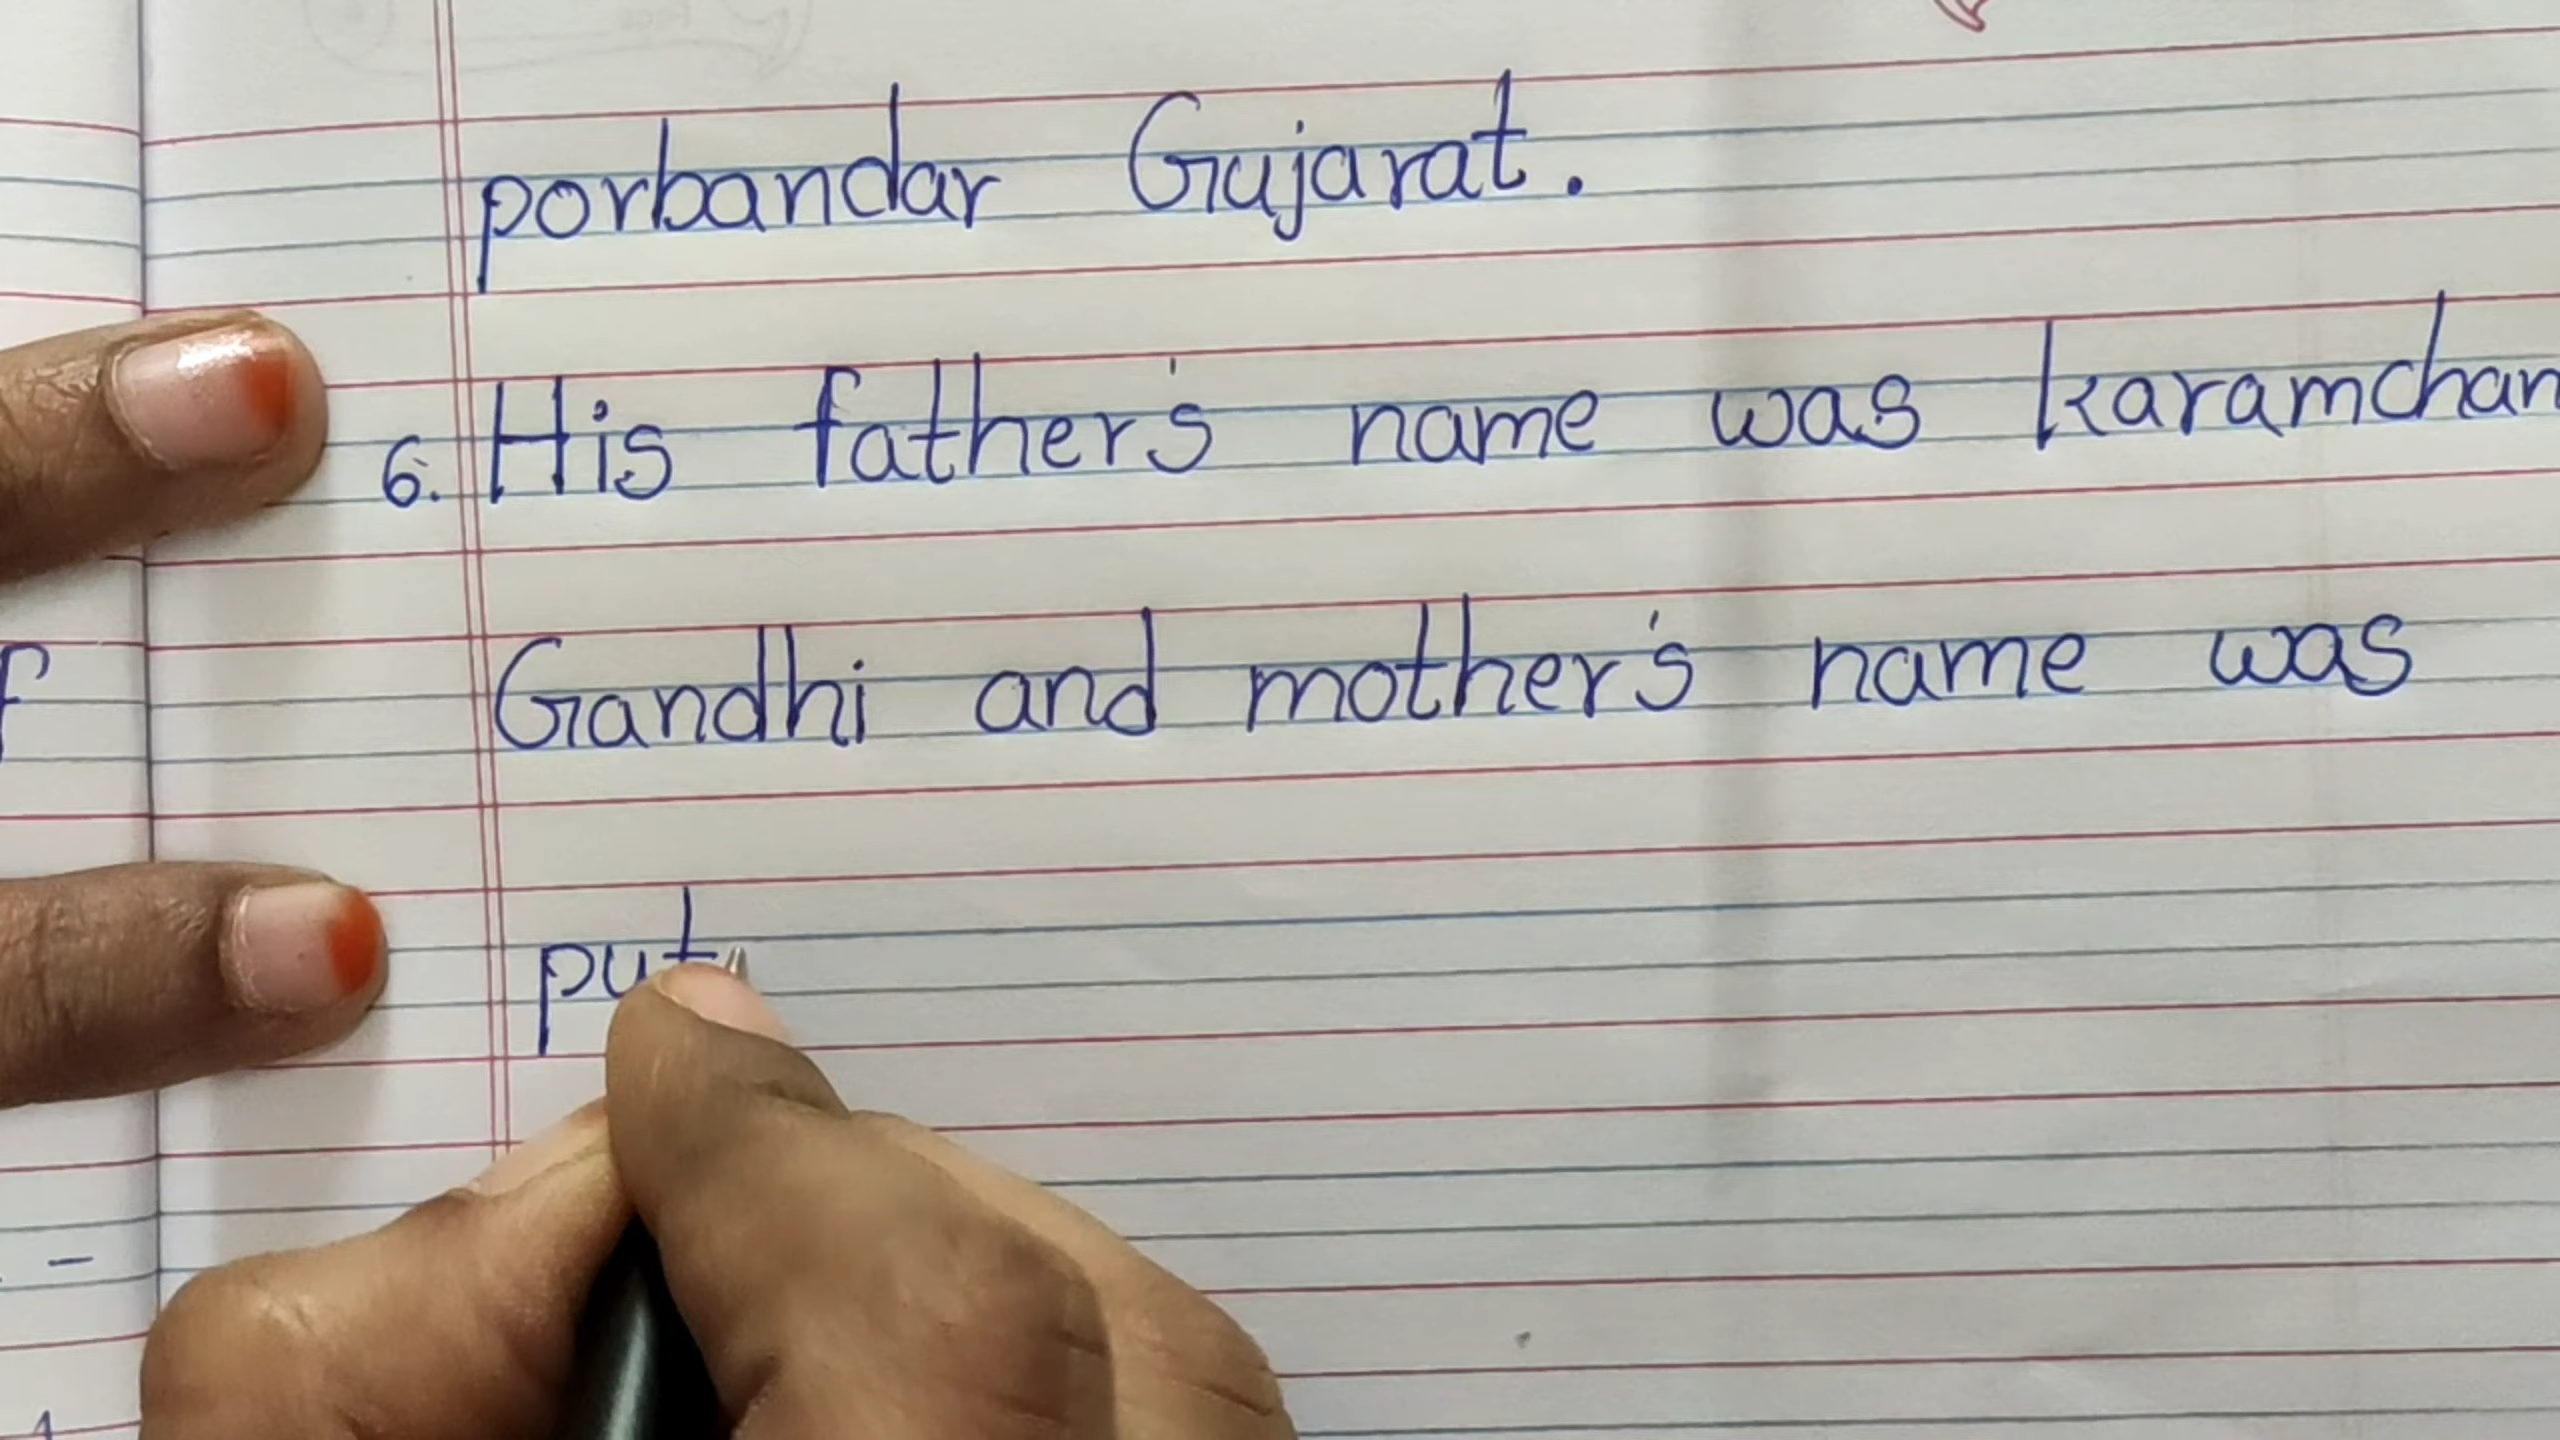 porbandar Gujarat.
6. His father's name was karamchan
Gandhi and mother's name was
put